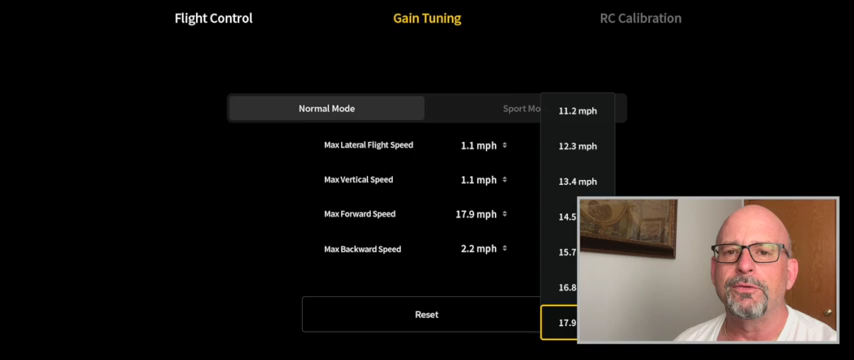 Flight Control
Gain Tuning
RC Calibration
Normal Mode
Sport Mo
Max Lateral Flight Speed 1.1 mph
Max Vertical Speed 1.1 mph
Max Forward Speed 17.9 mph
Max Backward Speed 2.2 mph
Reset
11.2 mph
12.3 mph
13.4 mph
14.5
15.7
16.8
17.9